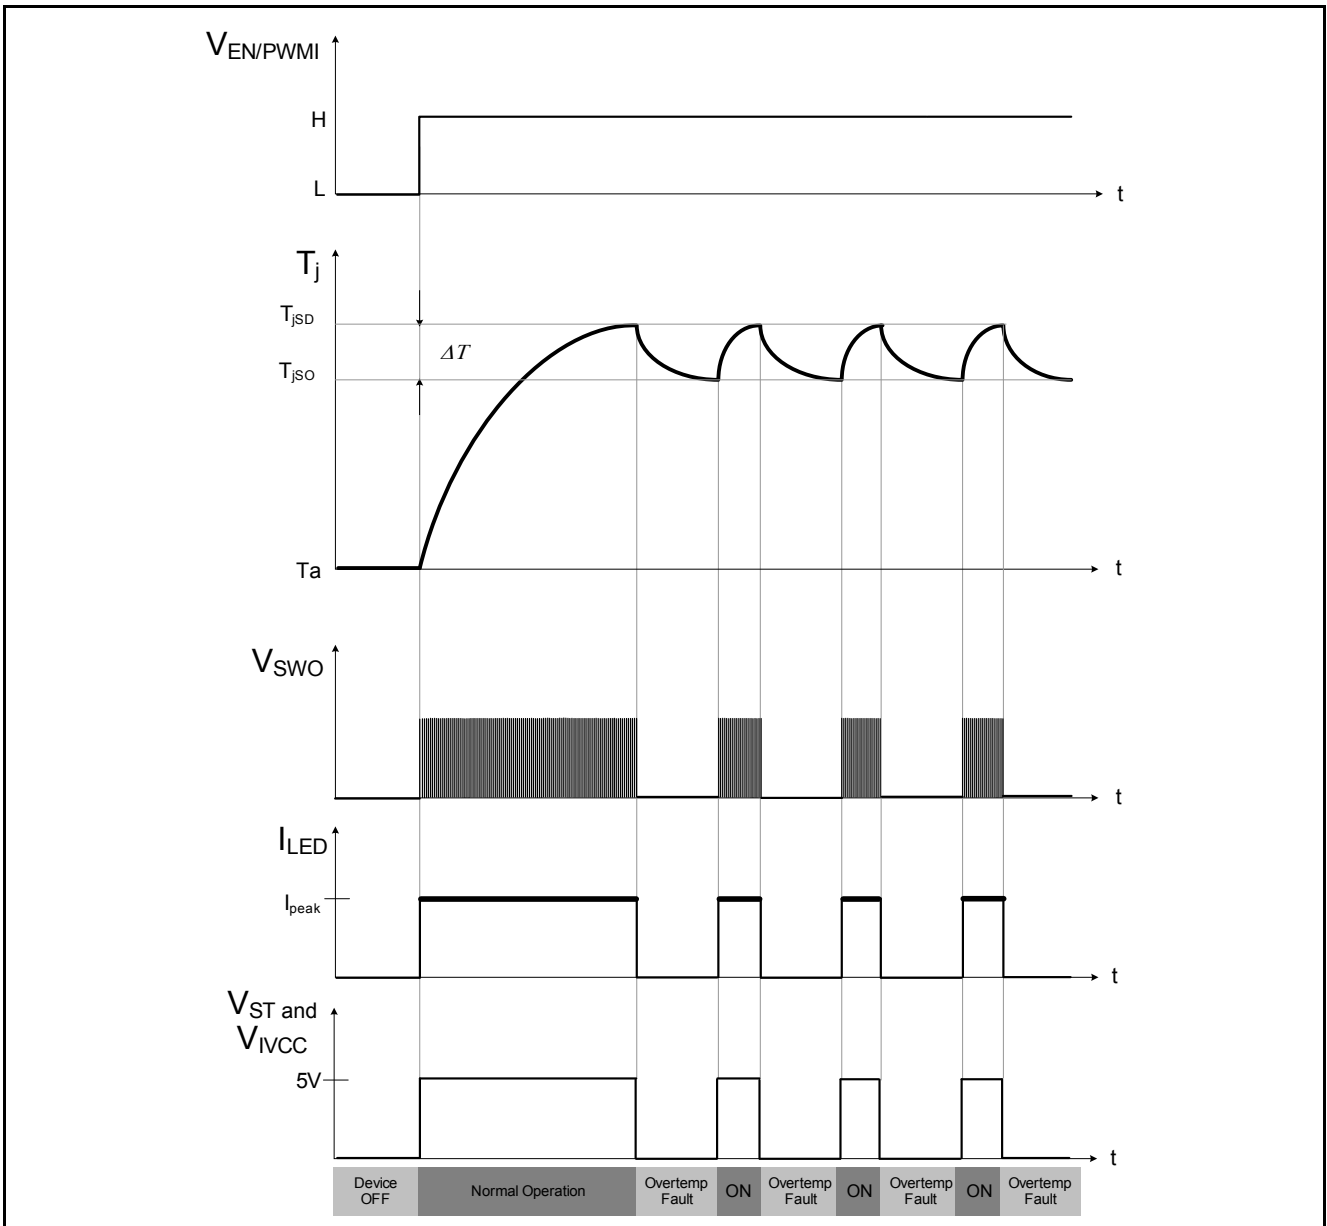 VEN/PWMI
H
L
t
Tj
TjSD
ΔT
TjSO
Ta
t
VSWO
t
ILED
Ipeak
t
VST and
VIVCC
5V
t
Device
OFF
Normal Operation
Overtemp
Fault
ON
Overtemp
Fault
ON
Overtemp
Fault
ON
Overtemp
Fault